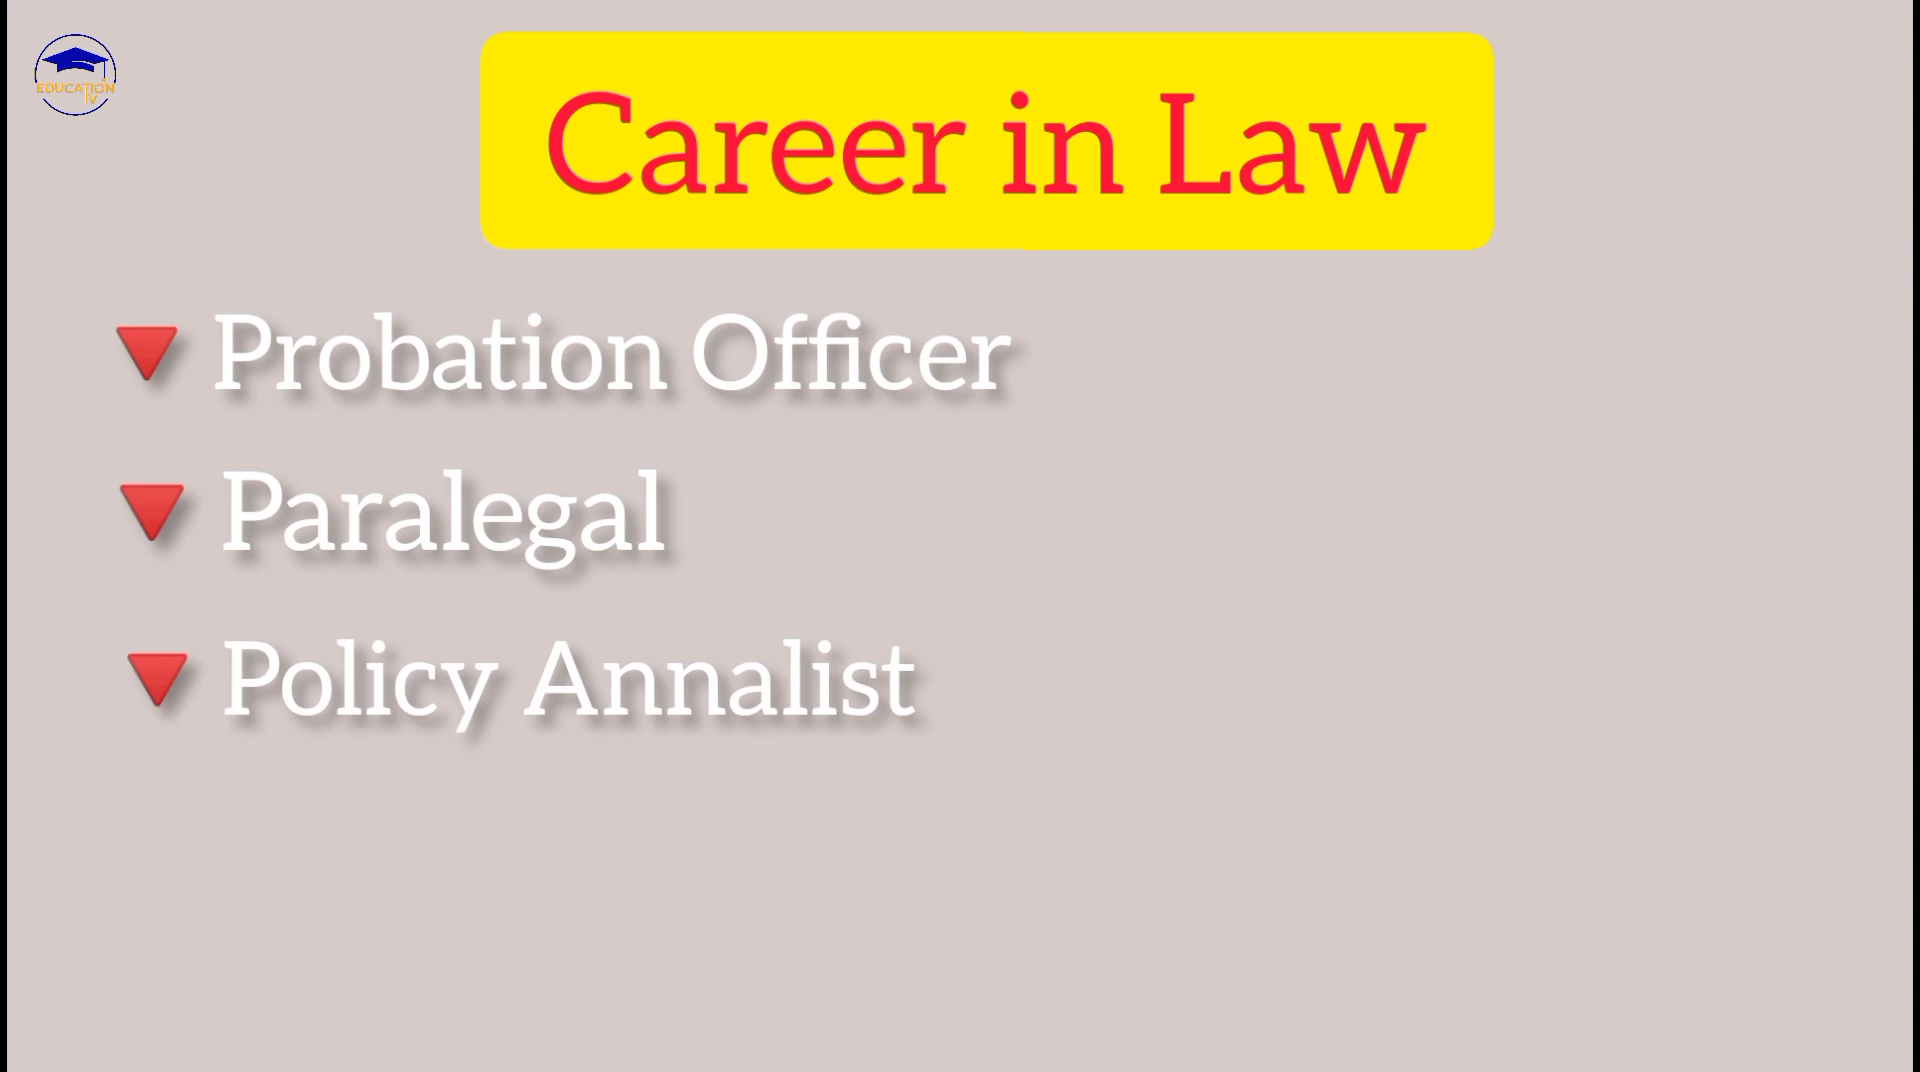 EDUCATION
TV
Career in Law
Probation Officer
Paralegal
Policy Annalist